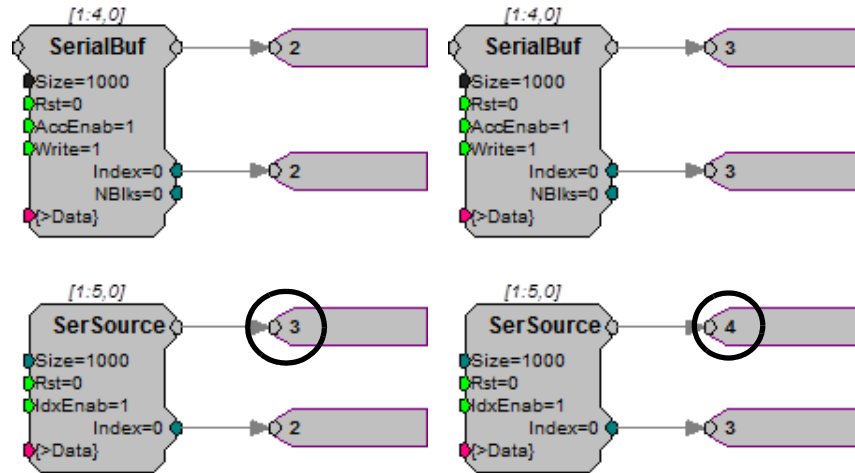 [1:4,0]
SerialBuf
2
Size=1000
Rst=0
AccEnab=1
Write=1
Index=0
2
NBlks=0
{>Data}
[1:4,0]
SerialBuf
3
Size=1000
Rst=0
AccEnab=1
Write=1
Index=0
3
NBlks=0
{>Data}
[1:5,0]
SerSource
3
Size=1000
Rst=0
IdxEnab=1
Index=0
2
{>Data}
[1:5,0]
SerSource
4
Size=1000
Rst=0
IdxEnab=1
Index=0
3
{>Data}